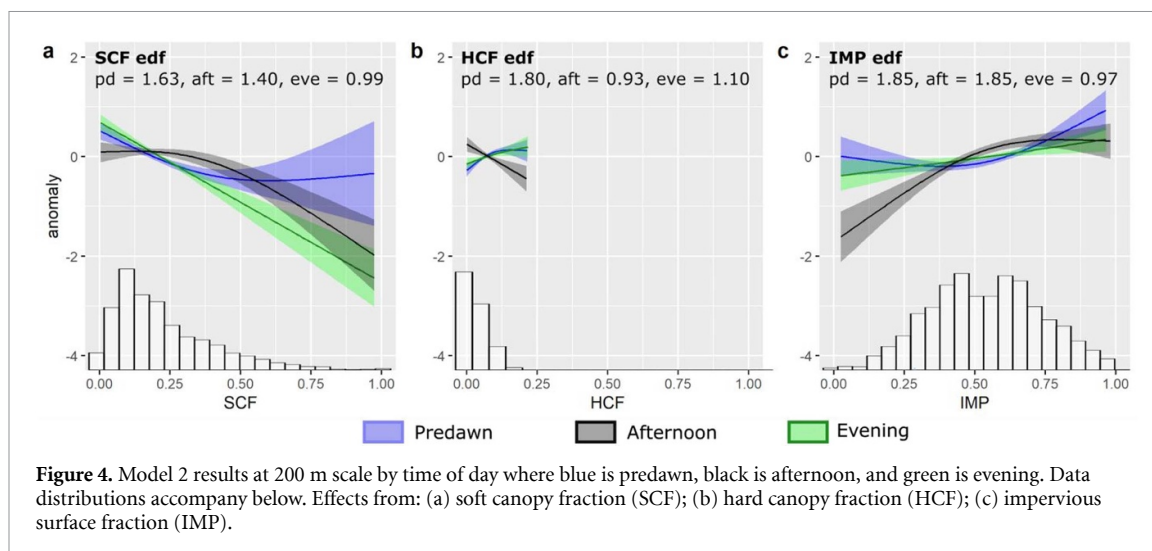 a
SCF edf
pd = 1.63, aft = 1.40, eve = 0.99
b
HCF edf
pd = 1.80, aft = 0.93, eve = 1.10
c
IMP edf
pd = 1.85, aft = 1.85, eve = 0.97
anomaly
2
0
-2
-4
2
0
-2
-4
2
0
-2
-4
0.00 0.25 0.50 0.75 1.00
SCF
0.00 0.25 0.50 0.75 1.00
HCF
0.00 0.25 0.50 0.75 1.00
IMP
Predawn Afternoon Evening
Figure 4. Model 2 results at 200 m scale by time of day where blue is predawn, black is afternoon, and green is evening. Data
distributions accompany below. Effects from: (a) soft canopy fraction (SCF); (b) hard canopy fraction (HCF); (c) impervious
surface fraction (IMP).